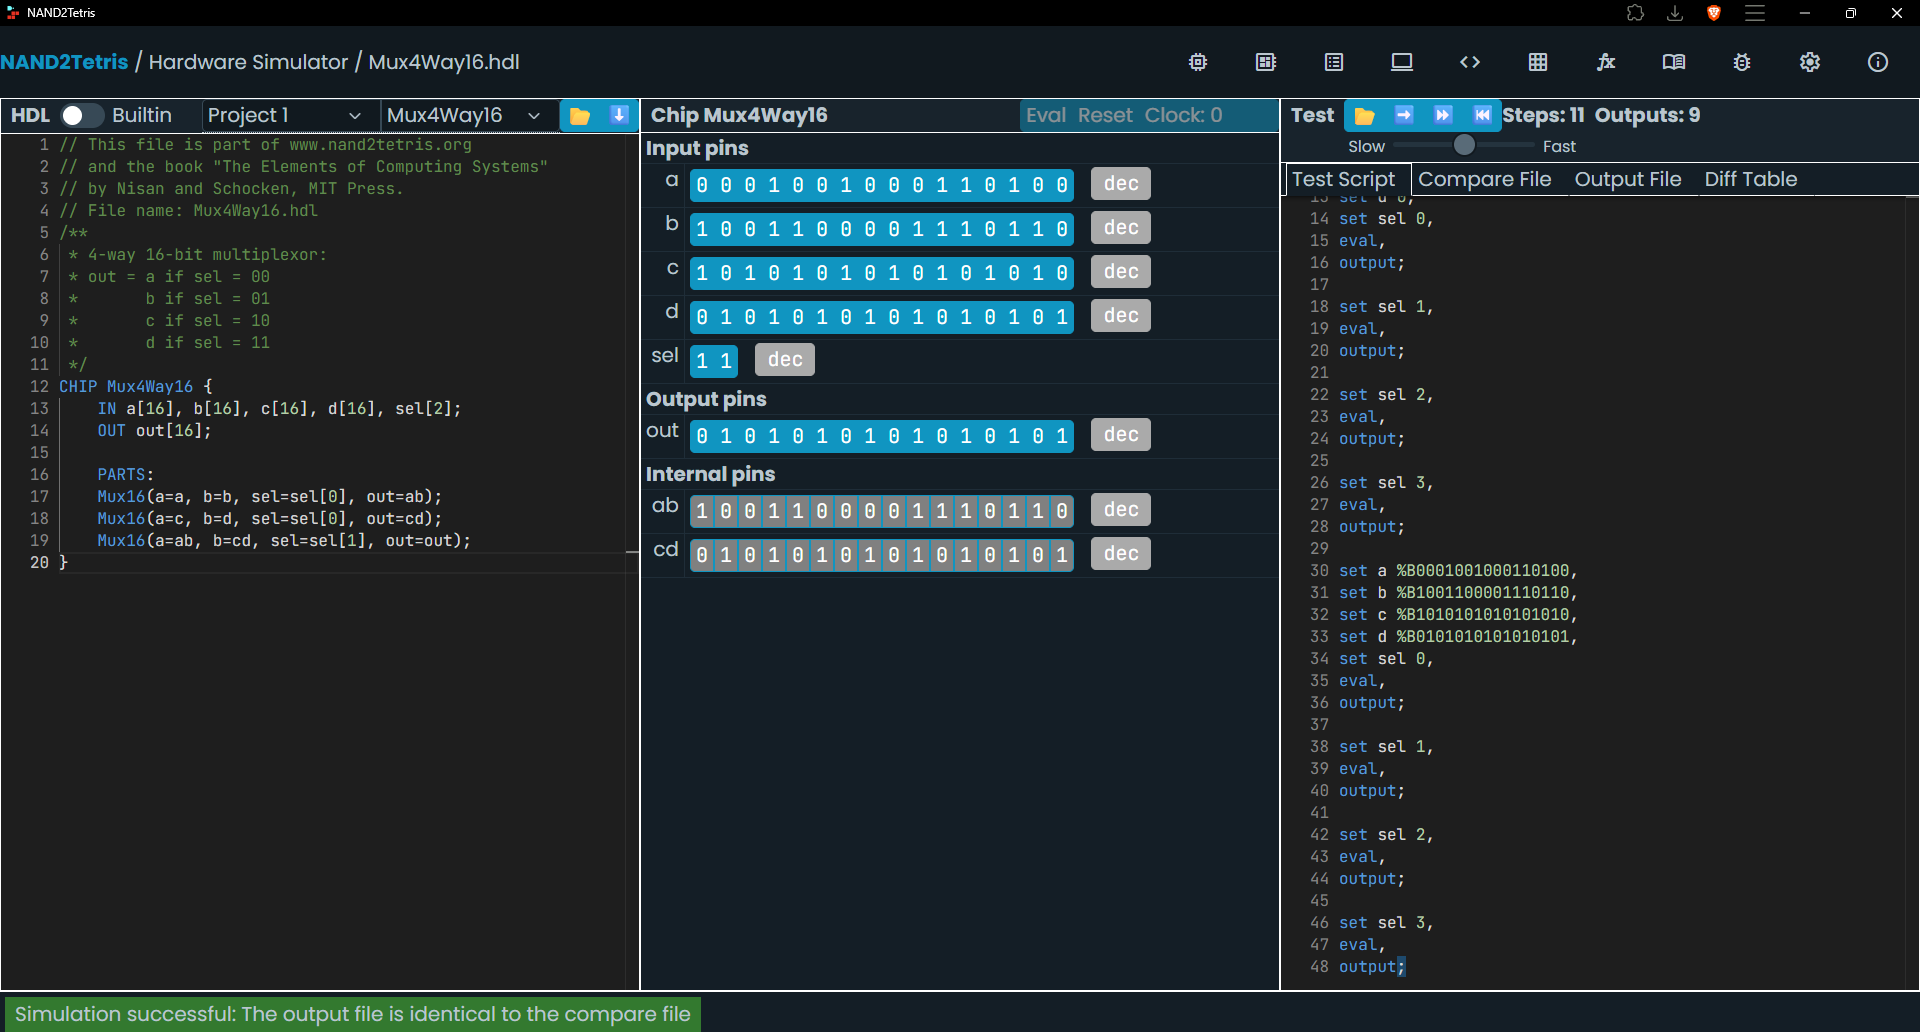 NAND2Tetris
NAND2Tetris / Hardware Simulator / Mux4Way16.hdl
HDL Builtin Project 1 Mux4Way16
1 // This file is part of www.nand2tetris.org
2 // and the book "The Elements of Computing Systems"
3 // by Nisan and Schocken, MIT Press.
4 // File name: Mux4Way16.hdl
5 /**
6 * 4-way 16-bit multiplexor:
7 * out = a if sel = 00
8 * b if sel = 01
9 * c if sel = 10
10 * d if sel = 11
11 */
12 CHIP Mux4Way16 {
13 IN a[16], b[16], c[16], d[16], sel[2];
14 OUT out[16];
15
16 PARTS:
17 Mux16(a=a, b=b, sel=sel[0], out=ab);
18 Mux16(a=c, b=d, sel=sel[0], out=cd);
19 Mux16(a=ab, b=cd, sel=sel[1], out=out);
20 }
Chip Mux4Way16 Eval Reset Clock: 0
Input pins
a 0 0 0 1 0 0 1 0 0 0 1 1 0 1 0 0 dec
b 1 0 0 1 1 0 0 0 0 1 1 1 0 1 1 0 dec
c 1 0 1 0 1 0 1 0 1 0 1 0 1 0 1 0 dec
d 0 1 0 1 0 1 0 1 0 1 0 1 0 1 0 1 dec
sel 1 1 dec
Output pins
out 0 1 0 1 0 1 0 1 0 1 0 1 0 1 0 1 dec
Internal pins
ab 1 0 0 1 1 0 0 0 0 1 1 1 0 1 1 0 dec
cd 0 1 0 1 0 1 0 1 0 1 0 1 0 1 0 1 dec
Test Steps: 11 Outputs: 9
Slow Fast
Test Script Compare File Output File Diff Table
13 set d 0,
14 set sel 0,
15 eval,
16 output;
17
18 set sel 1,
19 eval,
20 output;
21
22 set sel 2,
23 eval,
24 output;
25
26 set sel 3,
27 eval,
28 output;
29
30 set a %B0001001000110100,
31 set b %B1001100001110110,
32 set c %B1010101010101010,
33 set d %B0101010101010101,
34 set sel 0,
35 eval,
36 output;
37
38 set sel 1,
39 eval,
40 output;
41
42 set sel 2,
43 eval,
44 output;
45
46 set sel 3,
47 eval,
48 output;
Simulation successful: The output file is identical to the compare file